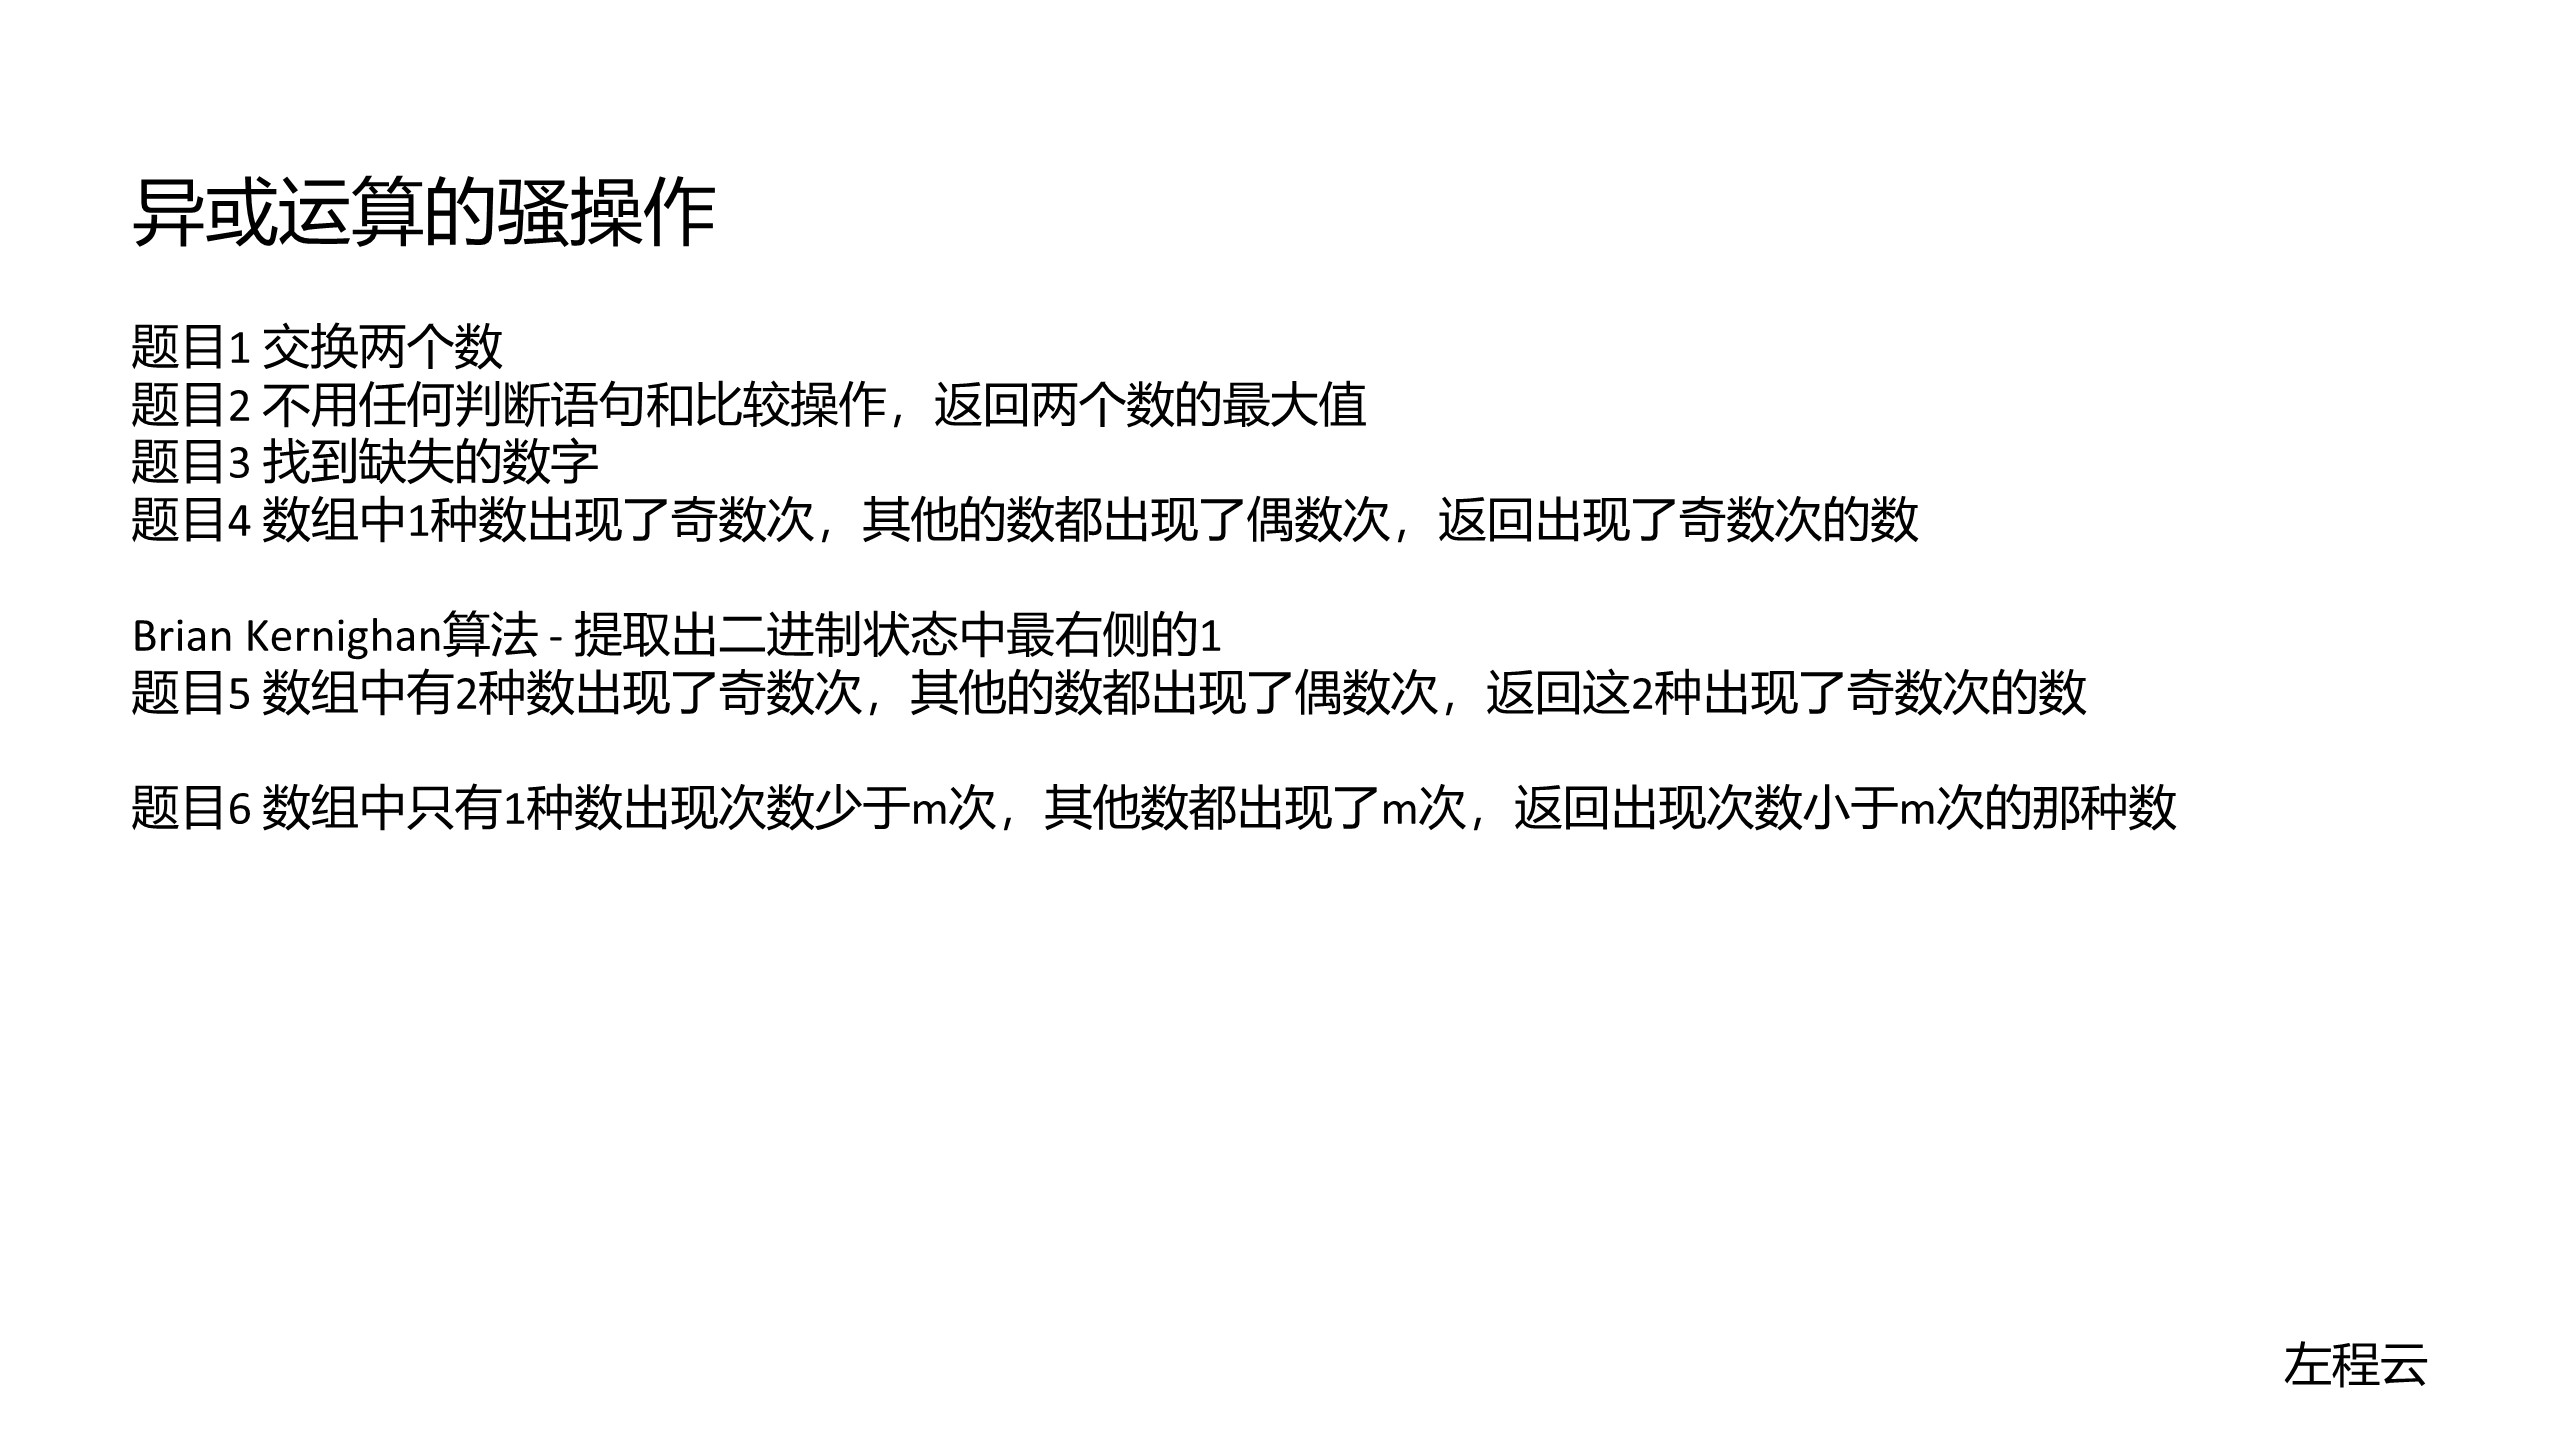 异或运算的骚操作
题目1 交换两个数
题目2 不用任何判断语句和比较操作，返回两个数的最大值
题目3 找到缺失的数字
题目4 数组中1种数出现了奇数次，其他的数都出现了偶数次，返回出现了奇数次的数
Brian Kernighan算法 - 提取出二进制状态中最右侧的1
题目5 数组中有2种数出现了奇数次，其他的数都出现了偶数次，返回这2种出现了奇数次的数
题目6 数组中只有1种数出现次数少于m次，其他数都出现了m次，返回出现次数小于m次的那种数
左程云